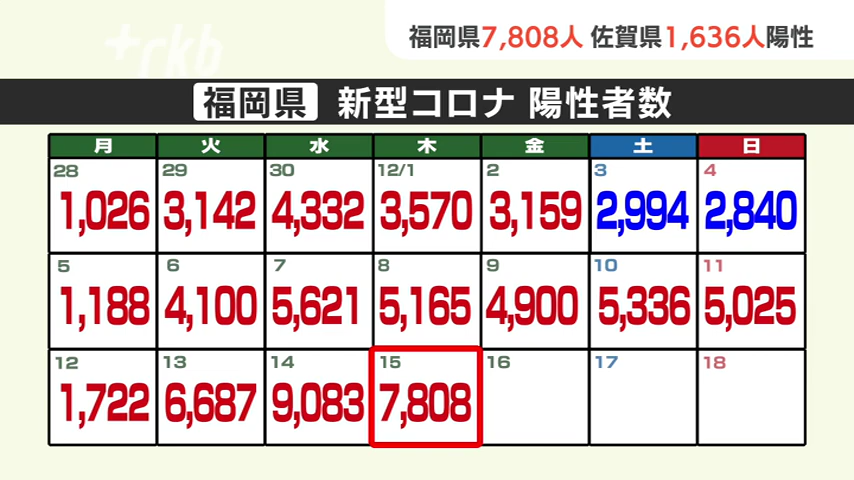 +rkb
福岡県7,808人 佐賀県1,636人陽性
福岡県 新型コロナ 陽性者数
月 火 水 木 金 土 日
28 29 30 12/1 2 3 4
1,026 3,142 4,332 3,570 3,159 2,994 2,840
5 6 7 8 9 10 11
1,188 4,100 5,621 5,165 4,900 5,336 5,025
12 13 14 15 16 17 18
1,722 6,687 9,083 7,808